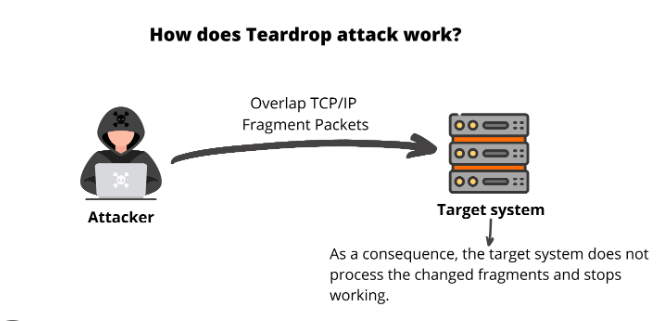 How does Teardrop attack work?
Overlap TCP/IP
Fragment Packets
Attacker
Target system
As a consequence, the target system does not
process the changed fragments and stops
working.